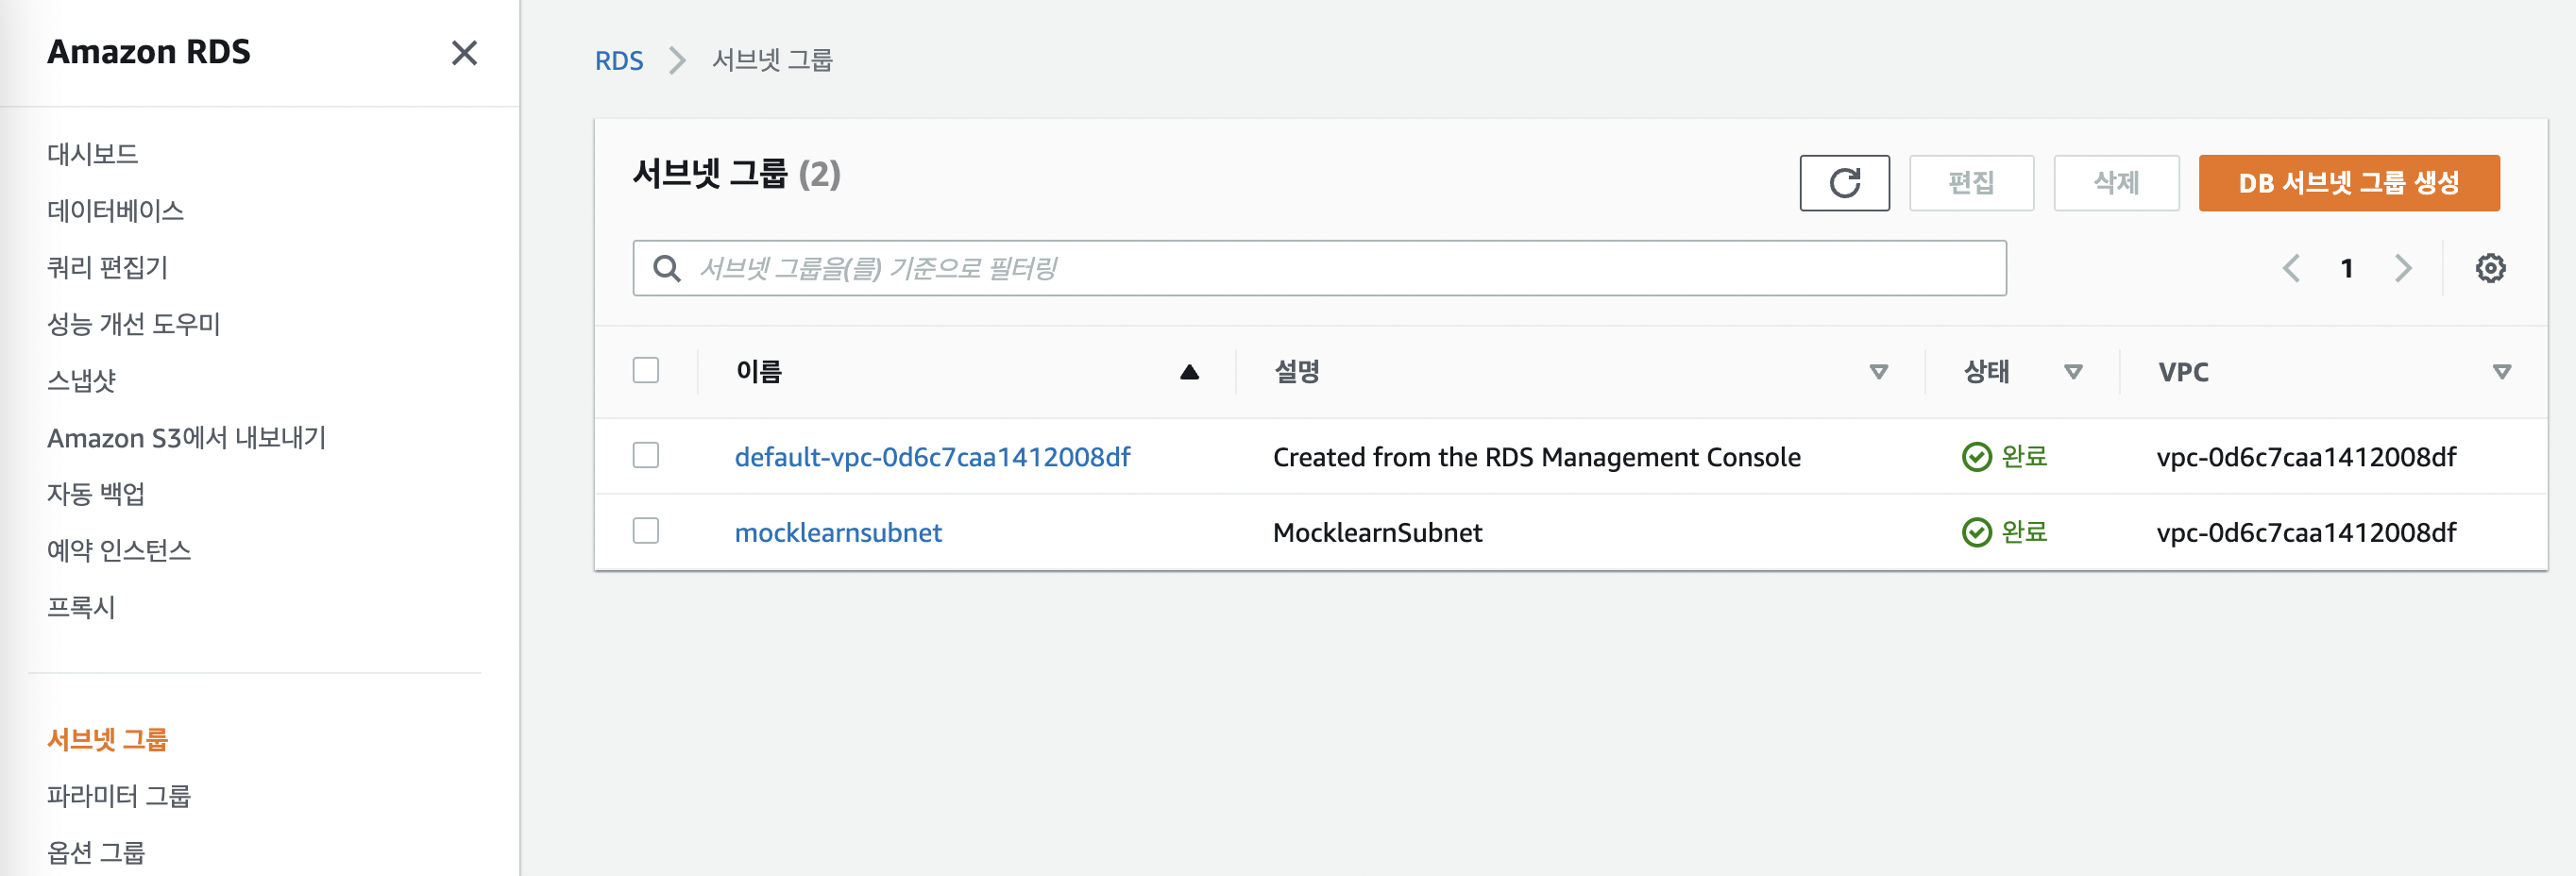 Amazon RDS
대시보드
데이터베이스
쿼리 편집기
성능 개선 도우미
스냅샷
Amazon S3에서 내보내기
자동 백업
예약 인스턴스
프록시
서브넷 그룹
파라미터 그룹
옵션 그룹
RDS 서브넷 그룹
서브넷 그룹 (2)
편집 삭제 DB 서브넷 그룹 생성
서브넷 그룹을(를) 기준으로 필터링 1
이름 설명 상태 VPC
default-vpc-0d6c7caa1412008df Created from the RDS Management Console 완료 vpc-0d6c7caa1412008df
mocklearnsubnet MocklearnSubnet 완료 vpc-0d6c7caa1412008df